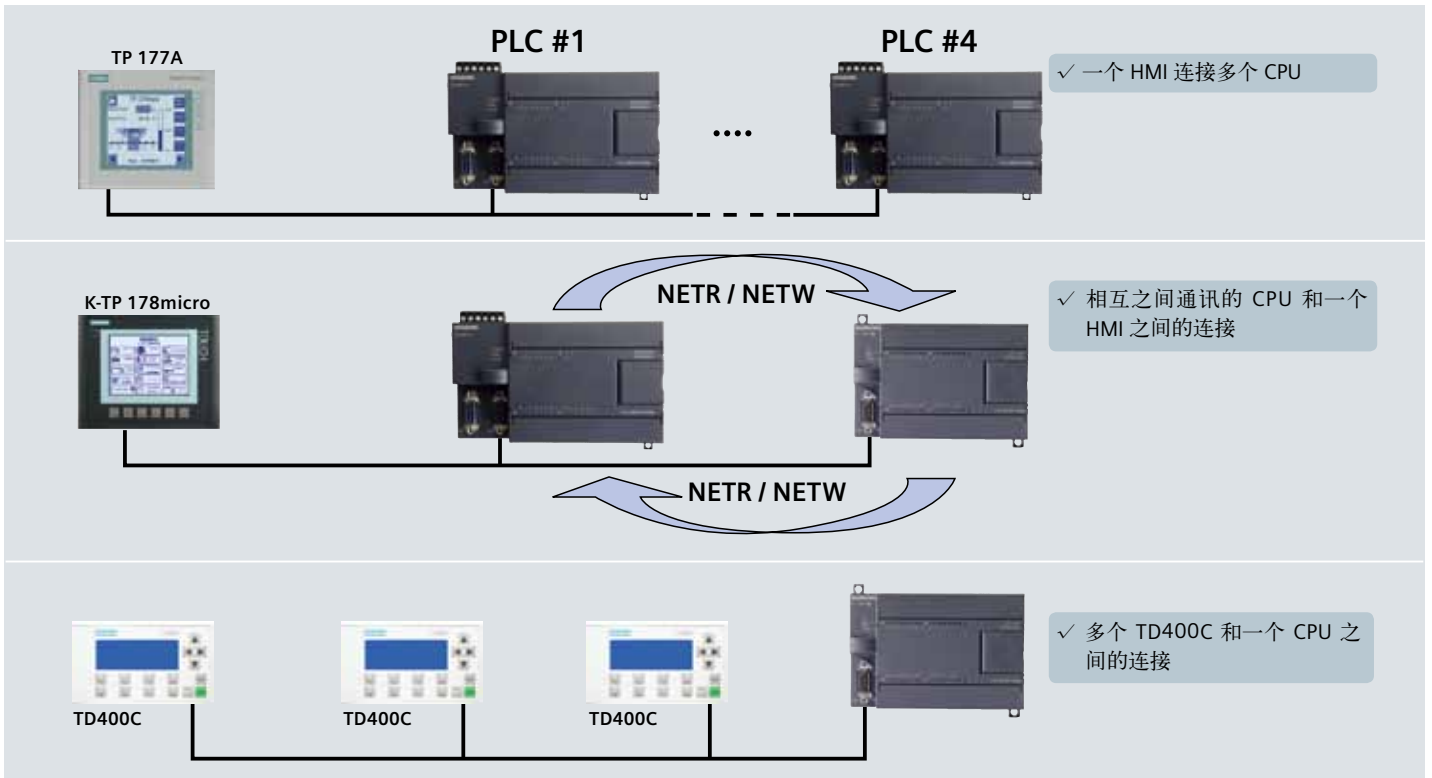 TP 177A
PLC #1
PLC #4
✓ 一个 HMI 连接多个 CPU
....
K-TP 178micro
NETR / NETW
✓ 相互之间通讯的 CPU 和一个
HMI 之间的连接
NETR / NETW
✓ 多个 TD400C 和一个 CPU 之
间的连接
TD400C
TD400C
TD400C